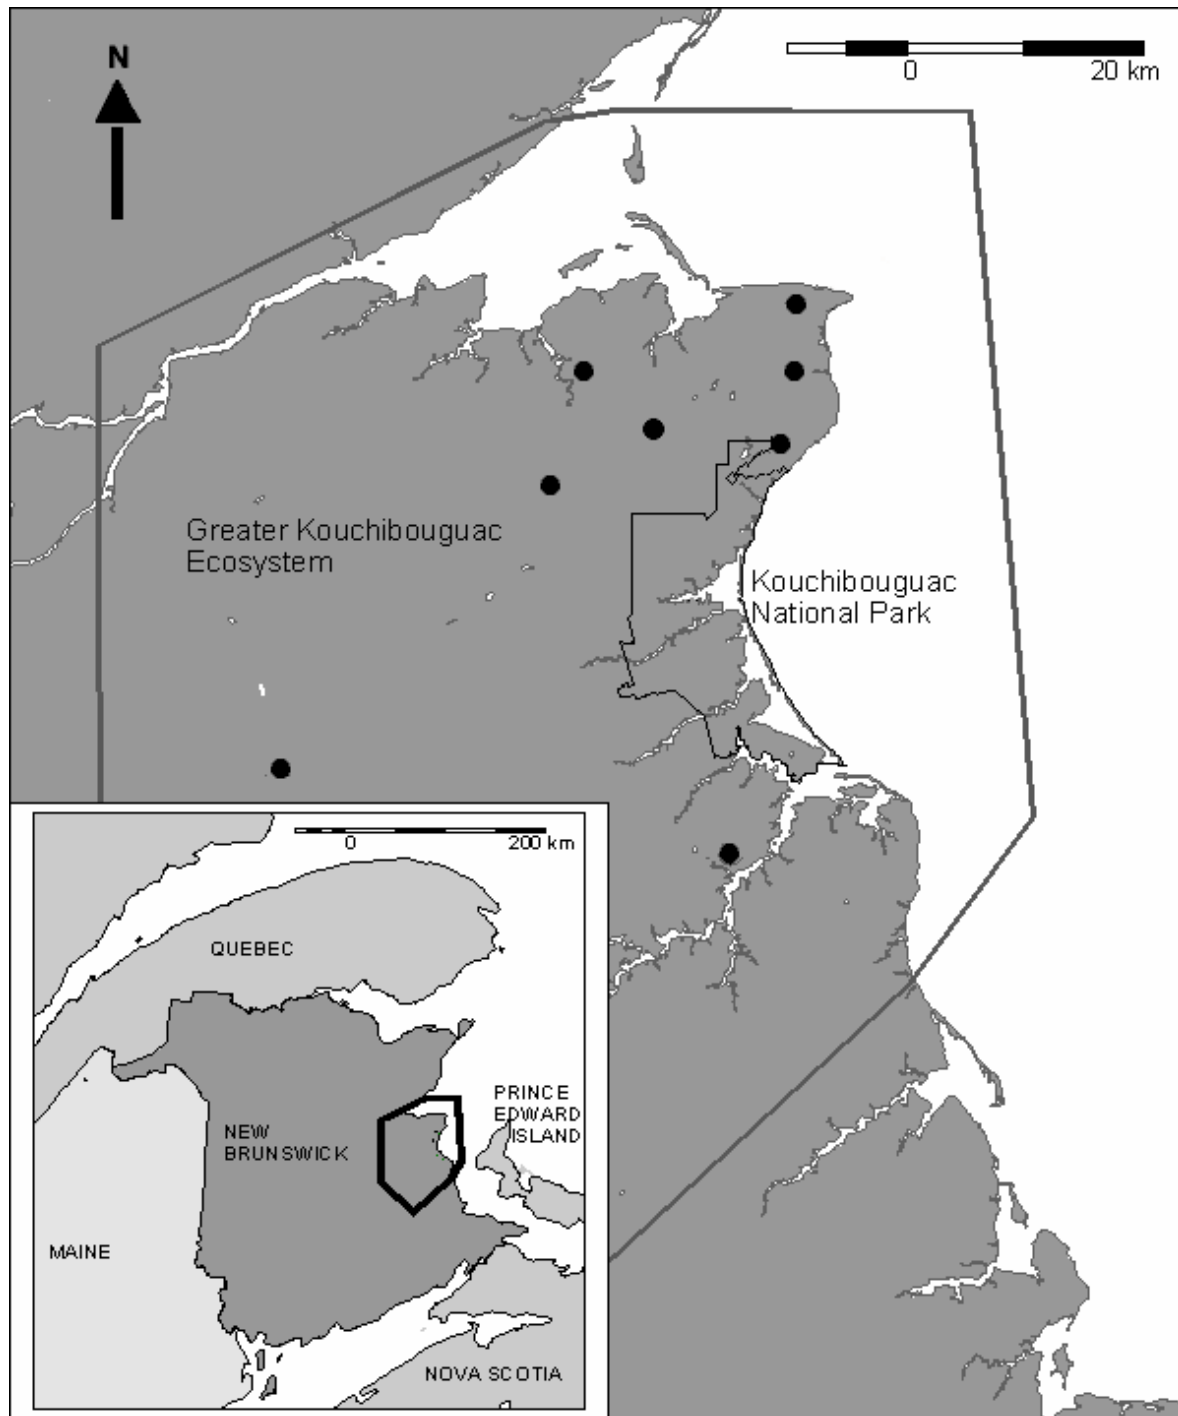 N
0 20 km
Greater Kouchibouguac
Ecosystem
Kouchibouguac
National Park
0 200 km
QUEBEC
PRINCE
EDWARD
ISLAND
NEW
BRUNSWICK
MAINE
NOVA SCOTIA